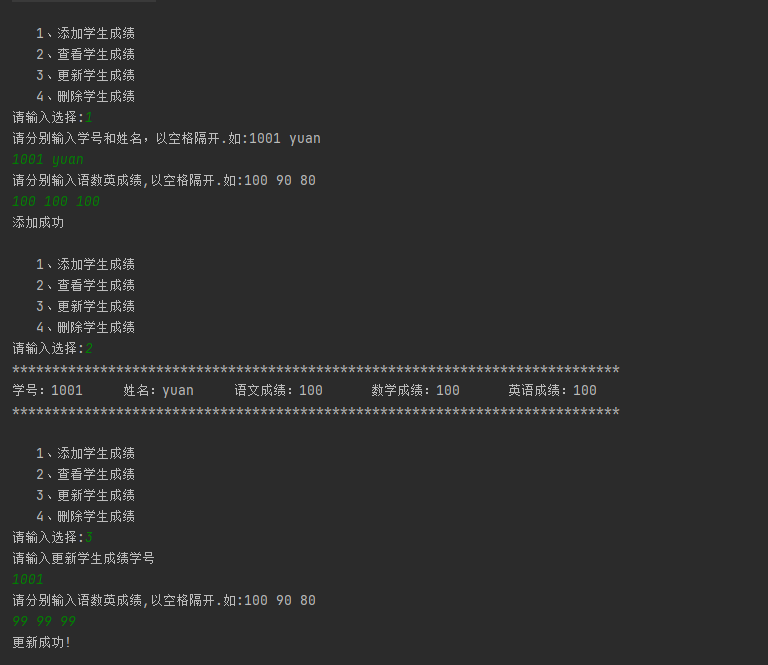 1、添加学生成绩
2、查看学生成绩
3、更新学生成绩
4、删除学生成绩
请输入选择:1
请分别输入学号和姓名，以空格隔开.如:1001 yuan
1001 yuan
请分别输入语数英成绩,以空格隔开.如:100 90 80
100 100 100
添加成功
1、添加学生成绩
2、查看学生成绩
3、更新学生成绩
4、删除学生成绩
请输入选择:2
****************************************************************************
学号：1001 姓名：yuan 语文成绩：100 数学成绩：100 英语成绩：100
****************************************************************************
1、添加学生成绩
2、查看学生成绩
3、更新学生成绩
4、删除学生成绩
请输入选择:3
请输入更新学生成绩学号
1001
请分别输入语数英成绩,以空格隔开.如:100 90 80
99 99 99
更新成功!